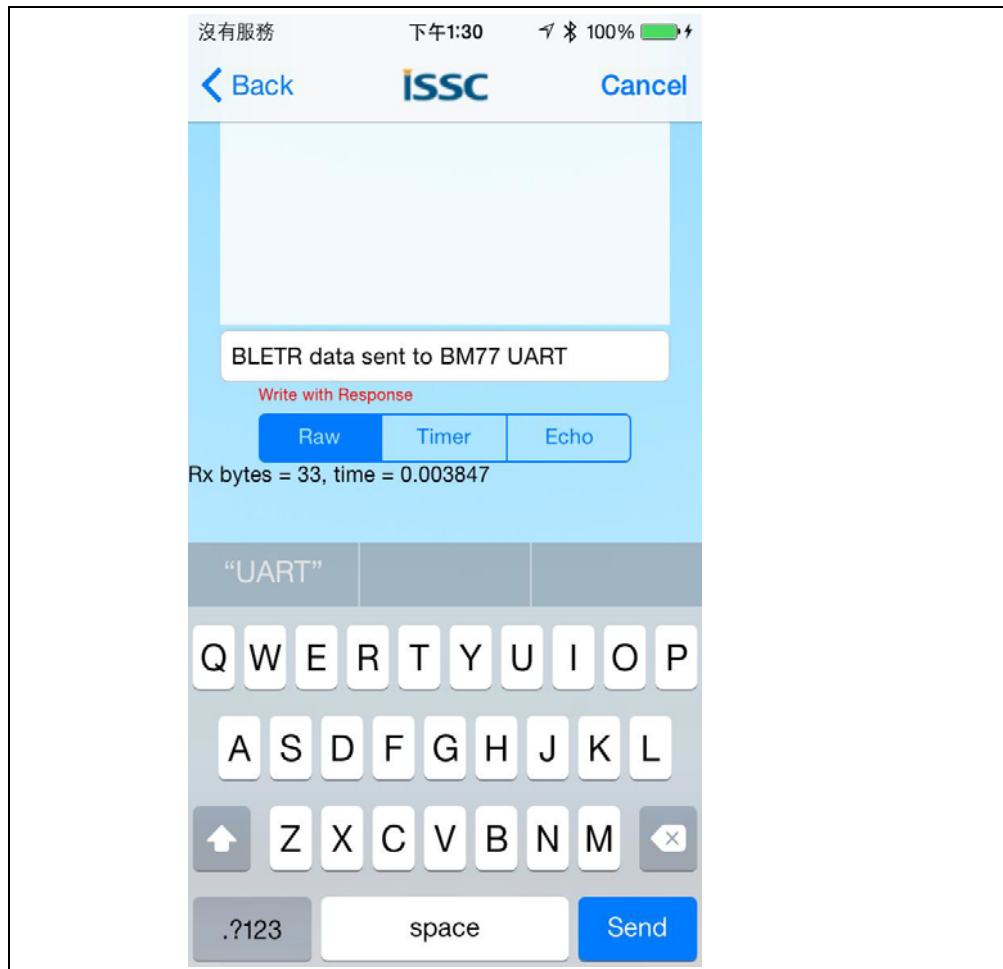 沒有服務 下午1:30 100%
Back ISSC Cancel
BLETR data sent to BM77 UART
Write with Response
Raw Timer Echo
Rx bytes = 33, time = 0.003847
“UART”
Q W E R T Y U I O P
A S D F G H J K L
Z X C V B N M
.?123 space Send